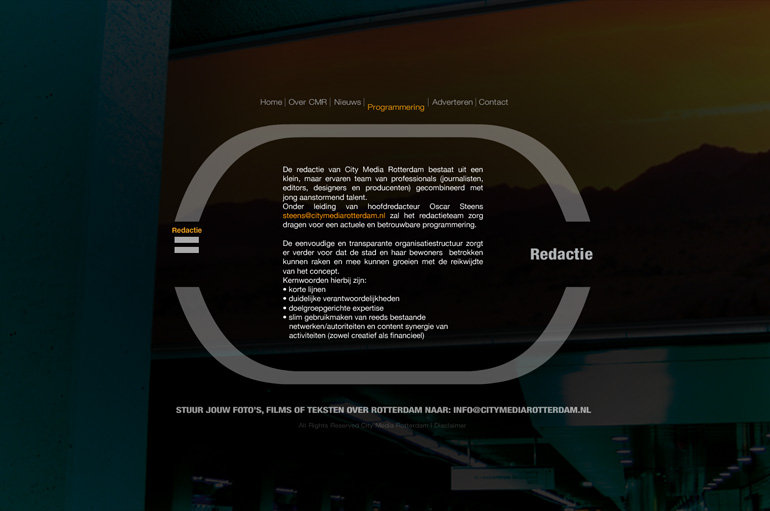 Home | Over CMR | Nieuws | Programmering | Adverteren | Contact
De redactie van City Media Rotterdam bestaat uit een
klein, maar ervaren team van professionals (journalisten,
editors, designers en producenten) gecombineerd met
jong aanstormend talent.
Onder leiding van hoofdredacteur Oscar Steens
steens@citymediarotterdam.nl zal het redactieteam zorg
dragen voor een actuele en betrouwbare programmering.
De eenvoudige en transparante organisatiestructuur zorgt
er verder voor dat de stad en haar bewoners betrokken
kunnen raken en mee kunnen groeien met de reikwijdte
van het concept.
Kernwoorden hierbij zijn:
• korte lijnen
• duidelijke verantwoordelijkheden
• doelgroepgerichte expertise
• slim gebruikmaken van reeds bestaande
netwerken/autoriteiten en content synergie van
activiteiten (zowel creatief als financieel)
Redactie
Redactie
STUUR JOUW FOTO'S, FILMS OF TEKSTEN OVER ROTTERDAM NAAR: INFO@CITYMEDIAROTTERDAM.NL
All Rights Reserved City Media Rotterdam | Disclaimer